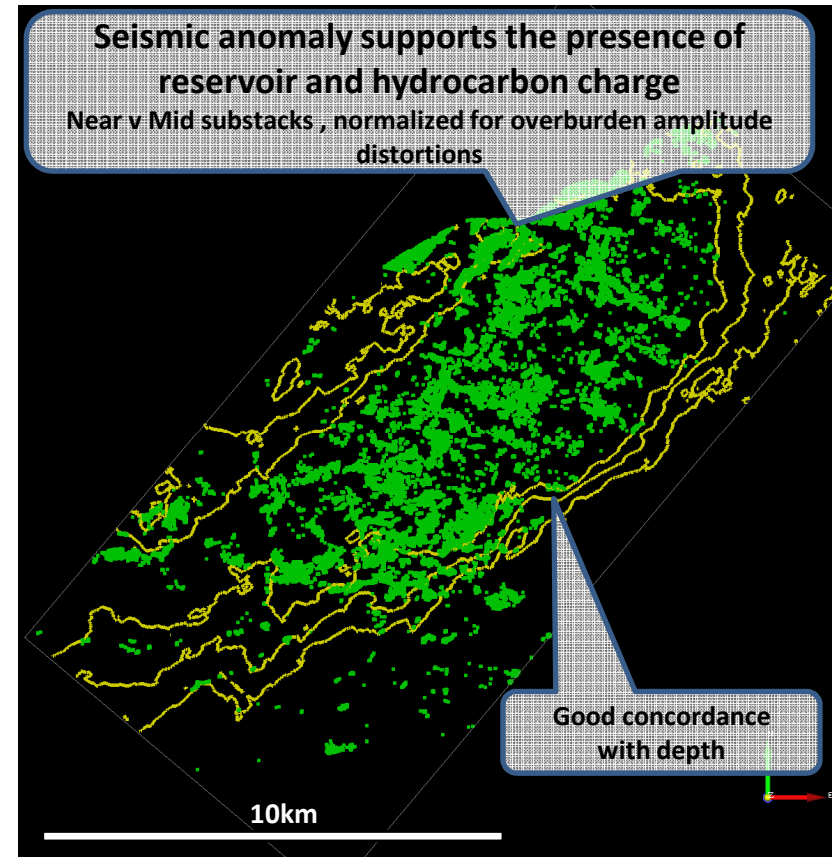 Seismic anomaly supports the presence of
reservoir and hydrocarbon charge
Near v Mid substacks , normalized for overburden amplitude
distortions
Good concordance
with depth
10km
E